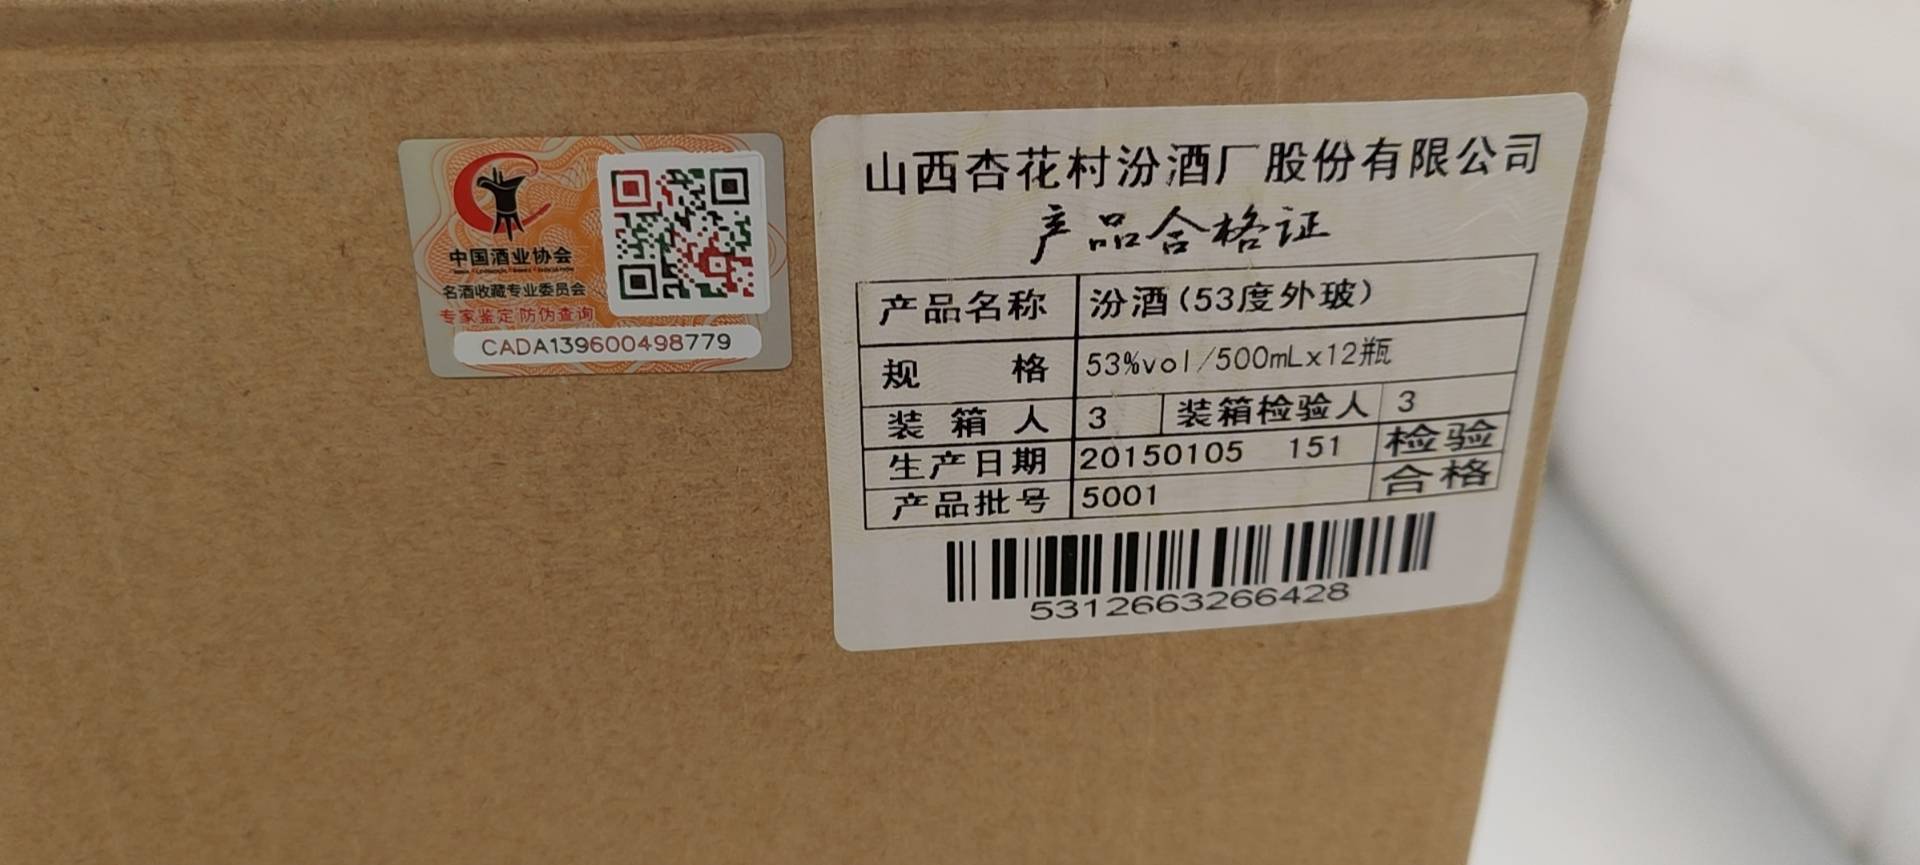 中国酒业协会
名酒收藏专业委员会
专家鉴定 防伪查询
CADA139600498779
山西杏花村汾酒厂股份有限公司
产品合格证
产品名称 汾酒(53度外玻)
规格 53%vol/500mLx12瓶
装箱人 3 装箱检验人 3
生产日期 20150105 151 检验
产品批号 5001 合格
5312663266428